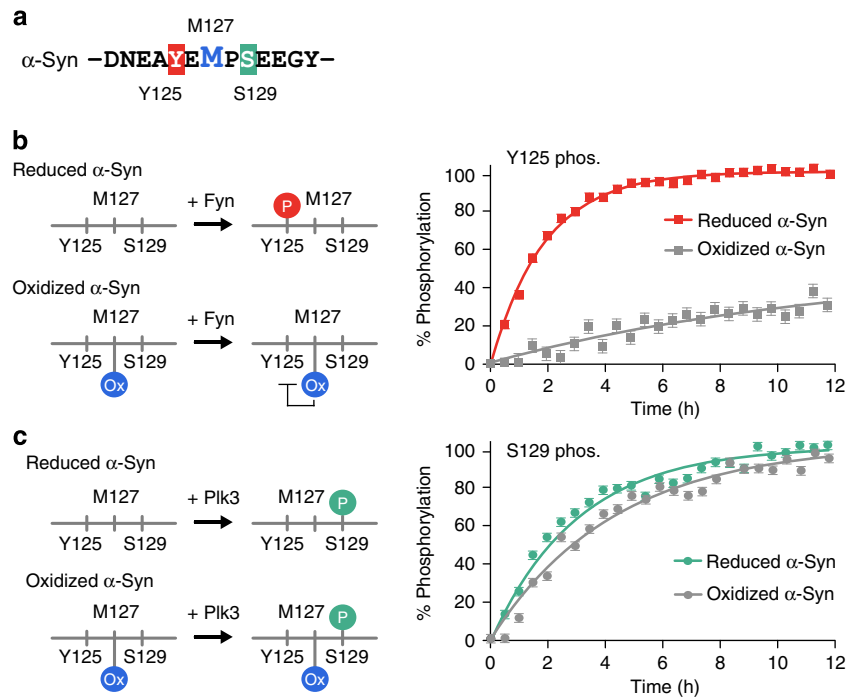 a
M127
α-Syn –DNEAYEMPSEEGY–
Y125 S129
b
Reduced α-Syn
M127 + Fyn P M127
Y125 S129 Y125 S129
Oxidized α-Syn
M127 + Fyn M127
Y125 S129 Y125 S129
Ox Ox
Y125 phos.
% Phosphorylation
100
80
60
40
20
0
Reduced α-Syn
Oxidized α-Syn
0 2 4 6 8 10 12
Time (h)
c
Reduced α-Syn
M127 + Plk3 M127 P
Y125 S129 Y125 S129
Oxidized α-Syn
M127 + Plk3 M127 P
Y125 S129 Y125 S129
Ox Ox
S129 phos.
% Phosphorylation
100
80
60
40
20
0
Reduced α-Syn
Oxidized α-Syn
0 2 4 6 8 10 12
Time (h)